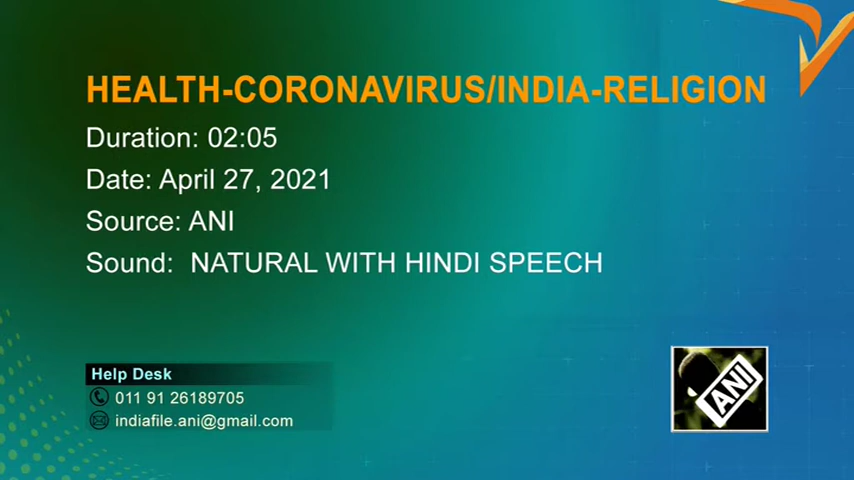 HEALTH-CORONAVIRUS/INDIA-RELIGION
Duration: 02:05
Date: April 27, 2021
Source: ANI
Sound: NATURAL WITH HINDI SPEECH
Help Desk
011 91 26189705
indiafile.ani@gmail.com
ANI